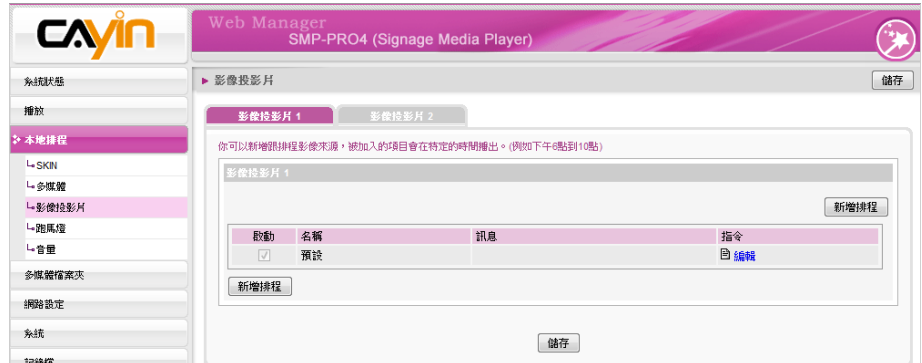 CAYIN
Web Manager
SMP-PRO4 (Signage Media Player)
系統狀態
播放
本地排程
SKIN
多媒體
影像投影片
跑馬燈
音量
多媒體檔案夾
網路設定
系統
記錄檔
影像投影片
儲存
影像投影片 1
影像投影片 2
你可以新增跟排程影像來源，被加入的項目會在特定的時間播出。(例如下午6點到10點)
影像投影片 1
新增排程
啟動 名稱 訊息 指令
預設 編輯
新增排程
儲存